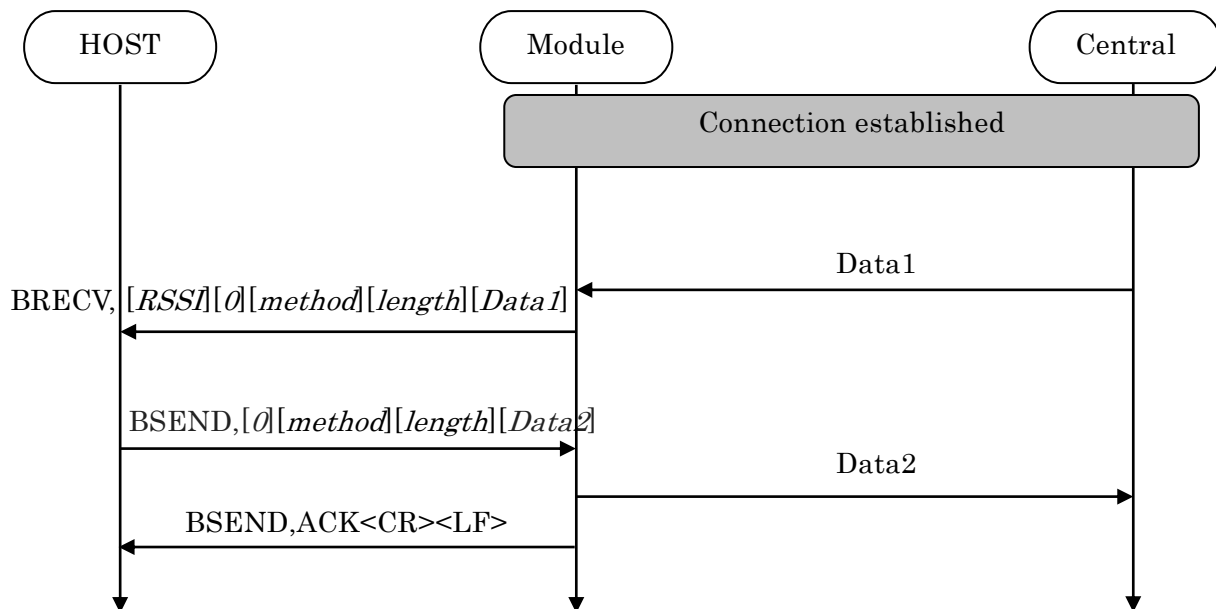 HOST
Module
Central
Connection established
Data1
BRECV, [RSSI][0][method][length][Data1]
BSEND,[0][method][length][Data2]
Data2
BSEND,ACK<CR><LF>